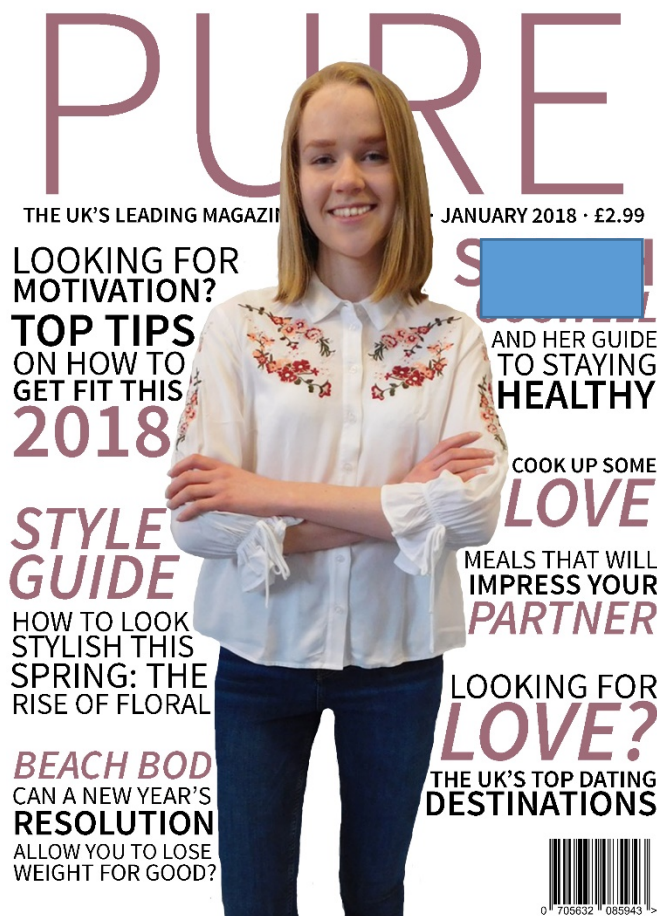 PURE
THE UK'S LEADING
· JANUARY 2018 · £2.99
LOOKING FOR
MOTIVATION?
TOP TIPS
ON HOW TO
GET FIT THIS
2018
STYLE
GUIDE
HOW TO LOOK
STYLISH THIS
SPRING: THE
RISE OF FLORAL
BEACH BOD
CAN A NEW YEAR'S
RESOLUTION
ALLOW YOU TO LOSE
WEIGHT FOR GOOD?
AND HER GUIDE
TO STAYING
HEALTHY
COOK UP SOME
LOVE
MEALS THAT WILL
IMPRESS YOUR
PARTNER
LOOKING FOR
LOVE?
THE UK'S TOP DATING
DESTINATIONS
0 705632 085943 >